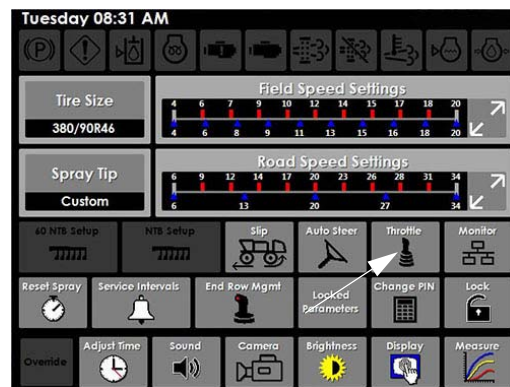 Tuesday 08:31 AM
(P)
Tire Size
380/90R46
Field Speed Settings
4 6 7 9 10 12 14 15 17 18 20
4 6 8 9 11 13 15 16 18 20
Spray Tip
Custom
Road Speed Settings
6 9 12 14 17 20 23 26 28 31 34
6 13 20 27 34
60 NTB Setup NTB Setup Slip Auto Steer Throttle Monitor
Reset Spray Service Intervals End Row Mgmt Locked Parameters Change PIN Lock
Override Adjust Time Sound Camera Brightness Display Measure